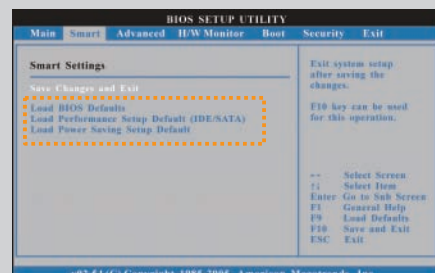 BIOS SETUP UTILITY
Main Smart Advanced H/W Monitor Boot Security Exit
Smart Settings
Save Changes and Exit
Load BIOS Defaults
Load Performance Setup Default (IDE/SATA)
Load Power Saving Setup Default
Exit system setup
after saving the
changes.
F10 key can be used
for this operation.
Select Screen
↑↓ Select Item
Enter Go to Sub Screen
F1 General Help
F9 Load Defaults
F10 Save and Exit
ESC Exit
(C) Copyright 1985-2005, American Megatrends, Inc.